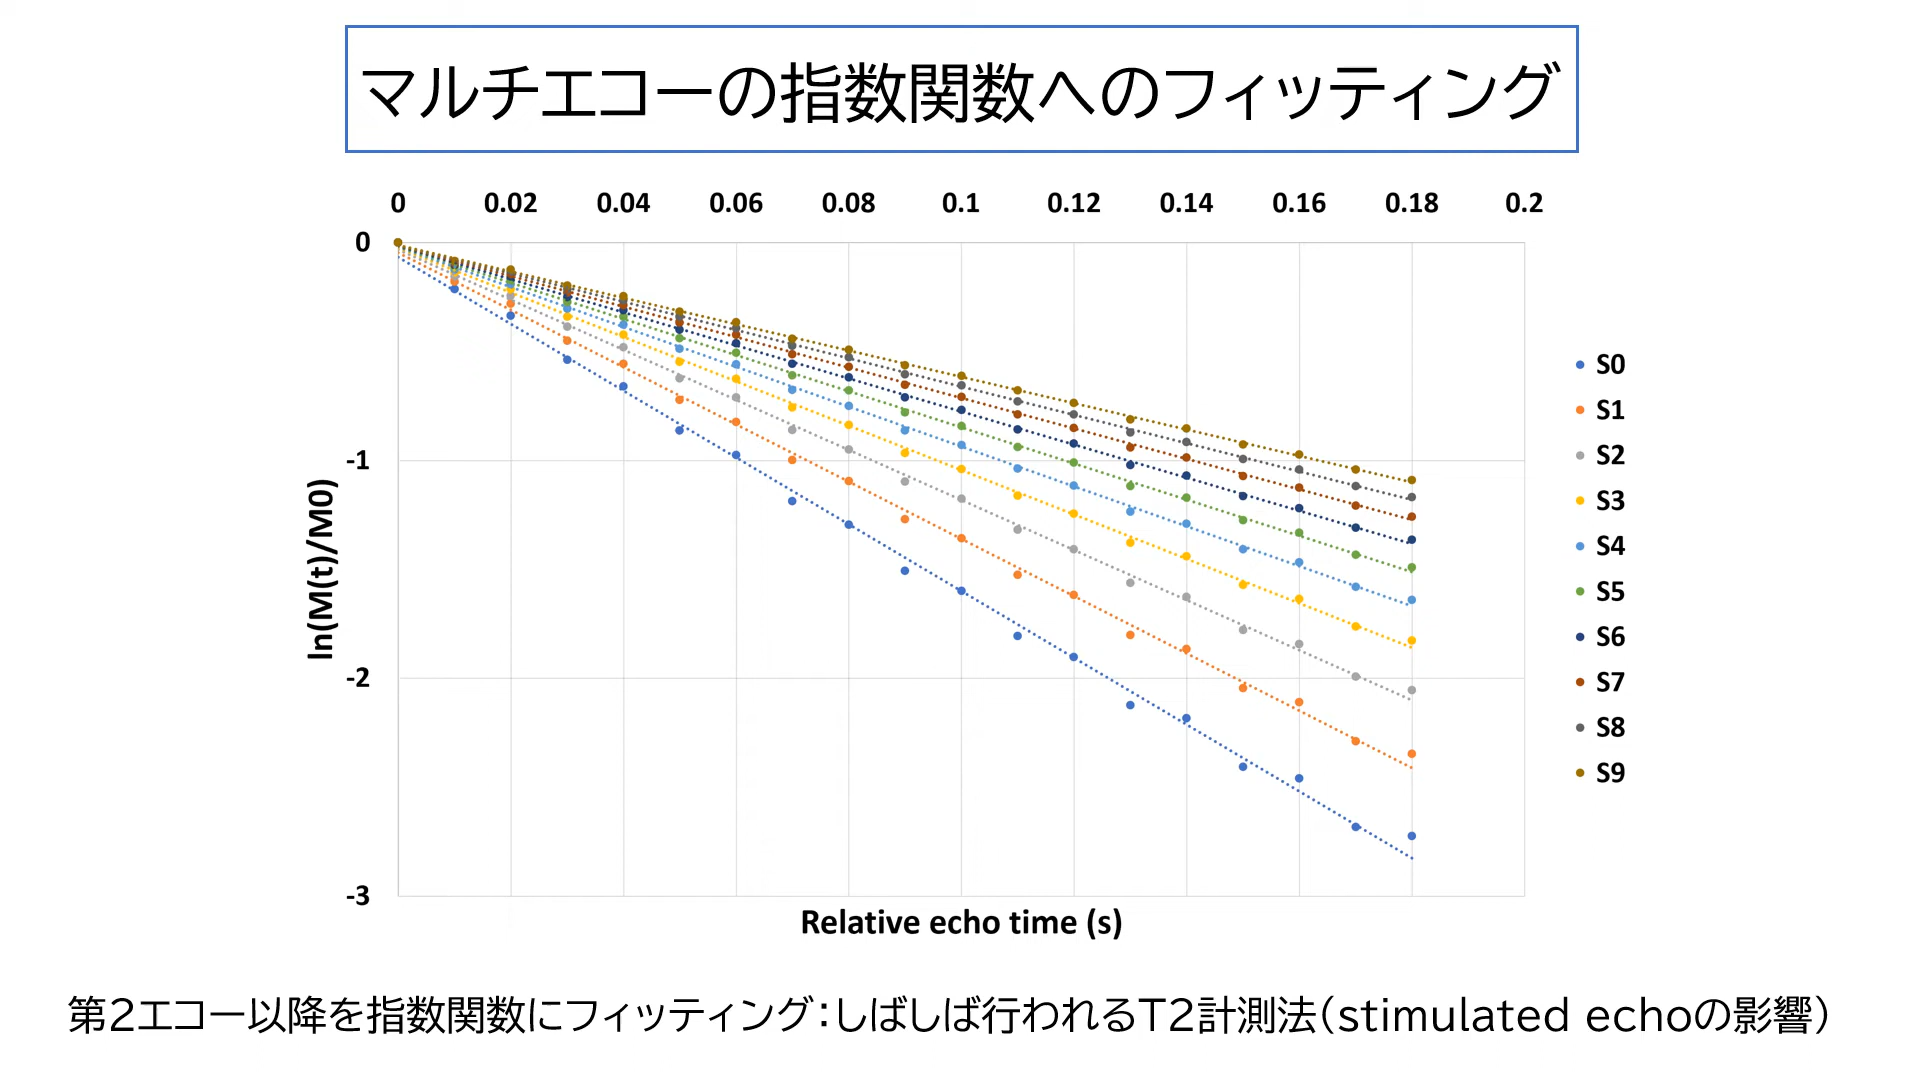 マルチエコーの指数関数へのフィッティング
0 0.02 0.04 0.06 0.08 0.1 0.12 0.14 0.16 0.18 0.2
0
-1
-2
-3
ln(M(t)/M0)
S0
S1
S2
S3
S4
S5
S6
S7
S8
S9
Relative echo time (s)
第2エコー以降を指数関数にフィッティング：しばしば行われるT2計測法（stimulated echoの影響）